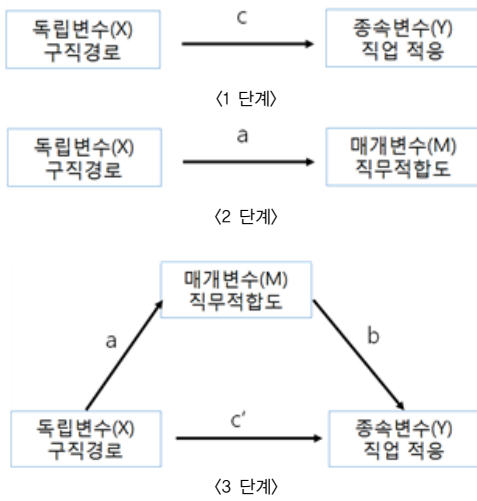 c
독립변수(X)
구직경로
종속변수(Y)
직업 적응
〈1 단계〉
a
독립변수(X)
구직경로
매개변수(M)
직무적합도
〈2 단계〉
매개변수(M)
직무적합도
a
b
c′
독립변수(X)
구직경로
종속변수(Y)
직업 적응
〈3 단계〉